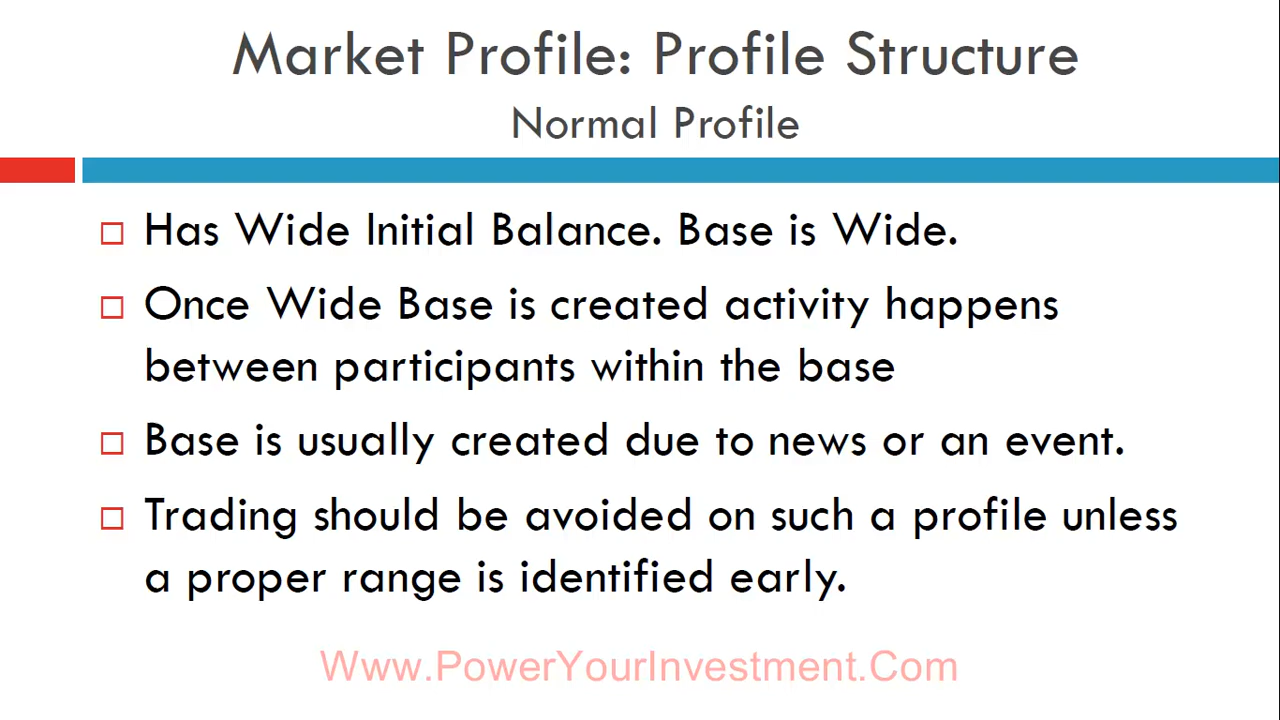 Market Profile: Profile Structure
Normal Profile
Has Wide Initial Balance. Base is Wide.
Once Wide Base is created activity happens
between participants within the base
Base is usually created due to news or an event.
Trading should be avoided on such a profile unless
a proper range is identified early.
Www.PowerYourInvestment.Com